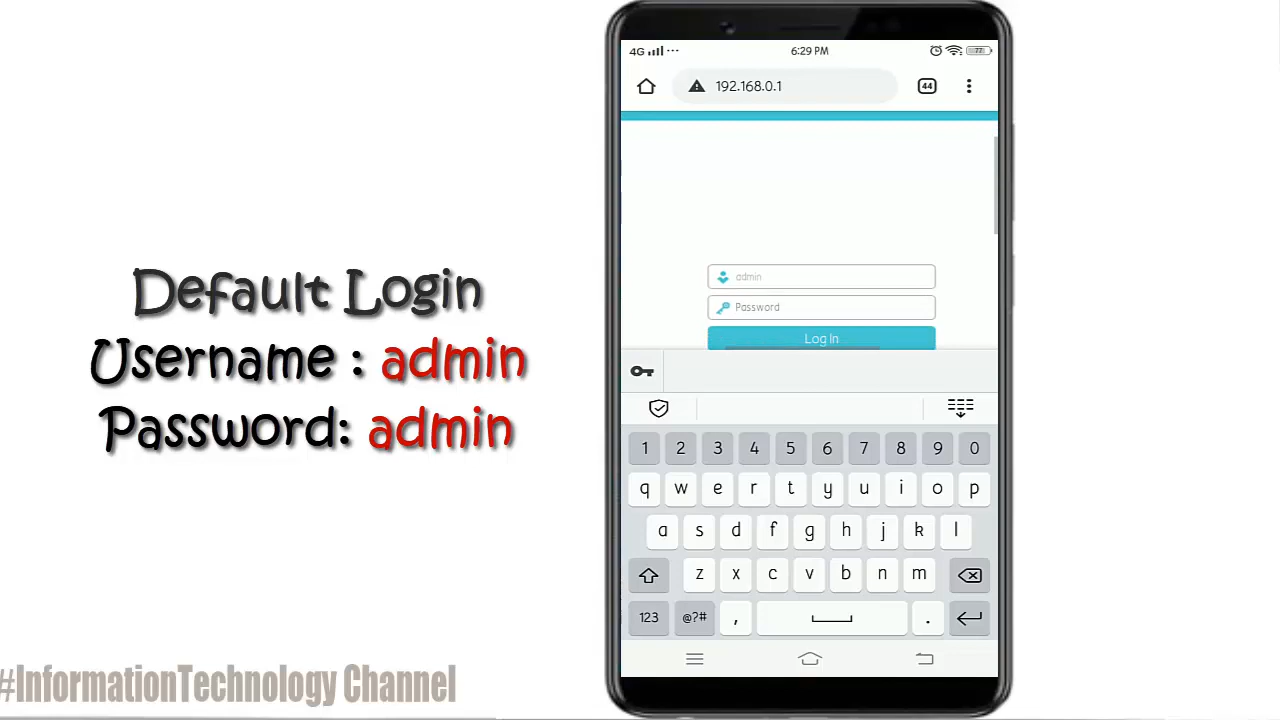 Default Login
Username : admin
Password: admin
#InformationTechnology Channel
4G
6:29 PM
77
192.168.0.1
44
admin
Password
Log In
1 2 3 4 5 6 7 8 9 0
q w e r t y u i o p
a s d f g h j k l
z x c v b n m
123 @?# , .